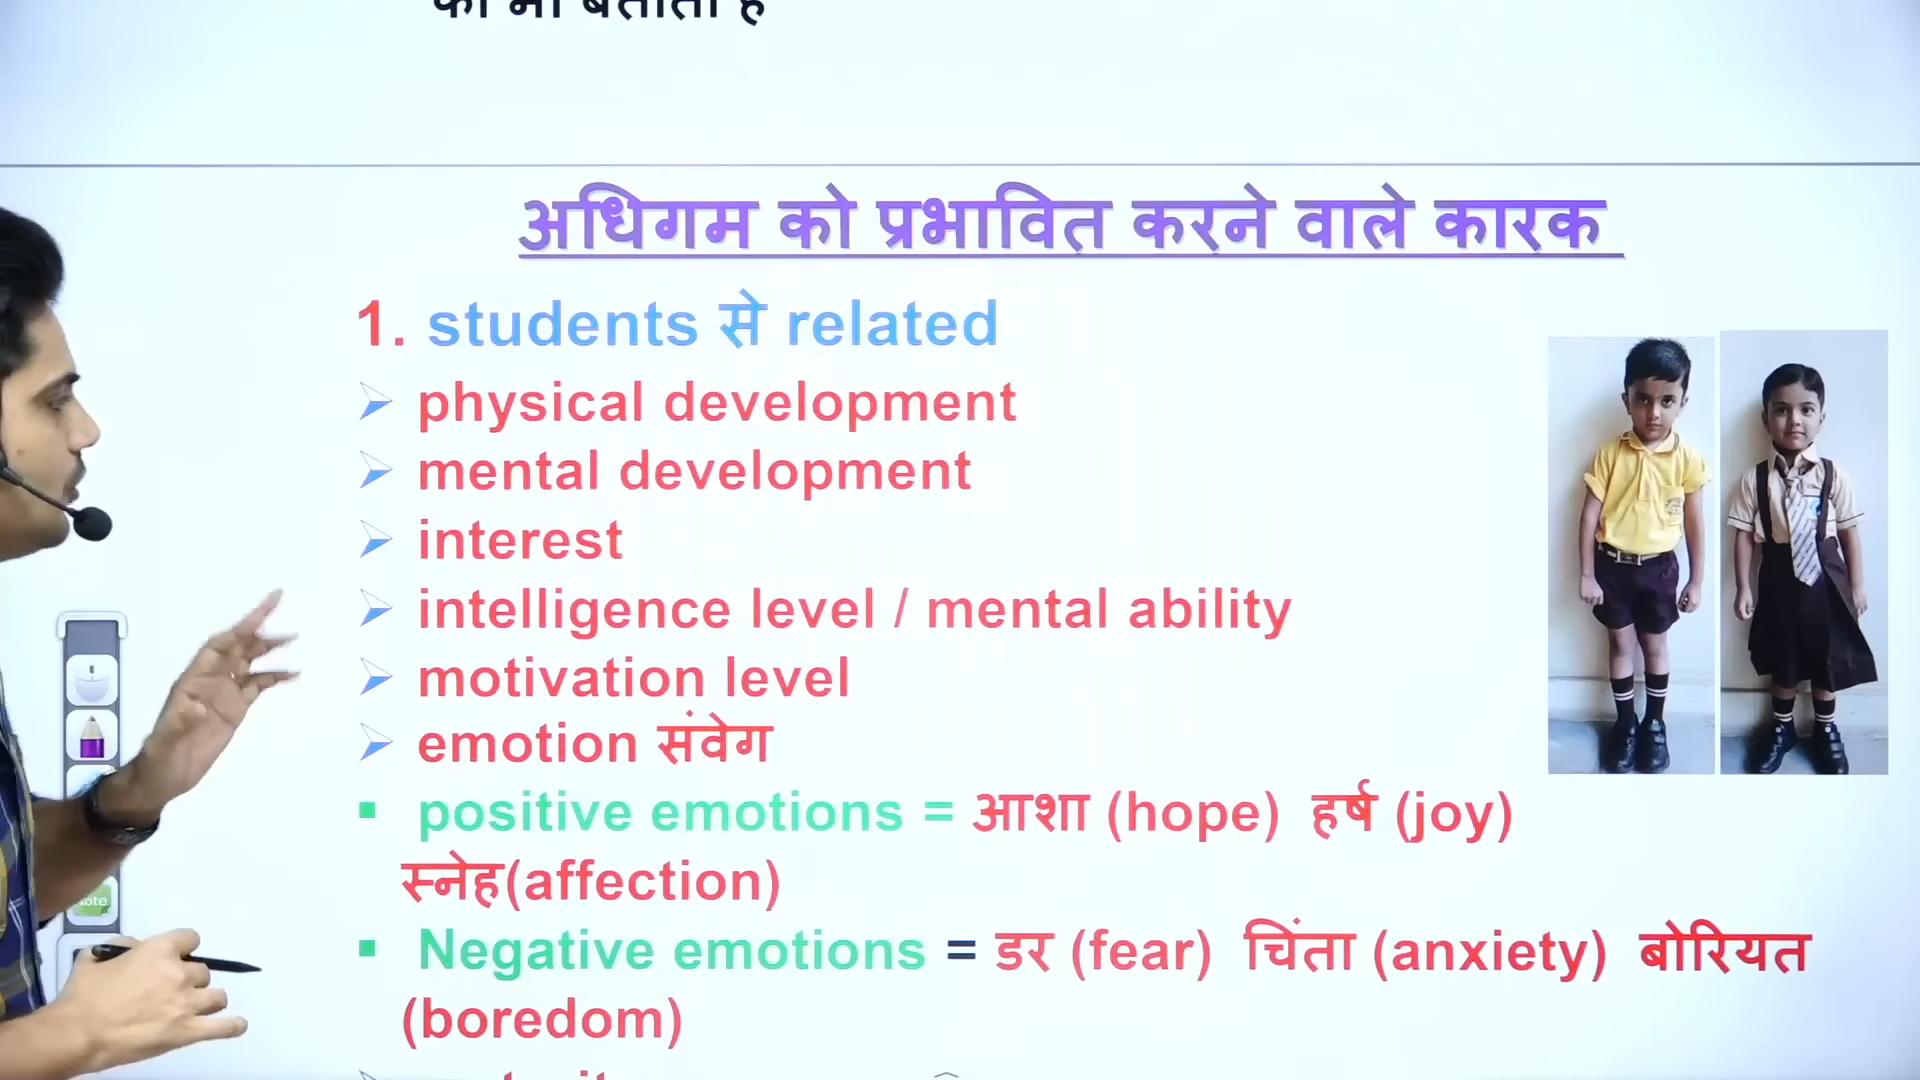 को भी बताता है
अधिगम को प्रभावित करने वाले कारक
1. students से related
physical development
mental development
interest
intelligence level / mental ability
motivation level
emotion संवेग
positive emotions = आशा (hope) हर्ष (joy)
स्नेह(affection)
Negative emotions = डर (fear) चिंता (anxiety) बोरियत
(boredom)